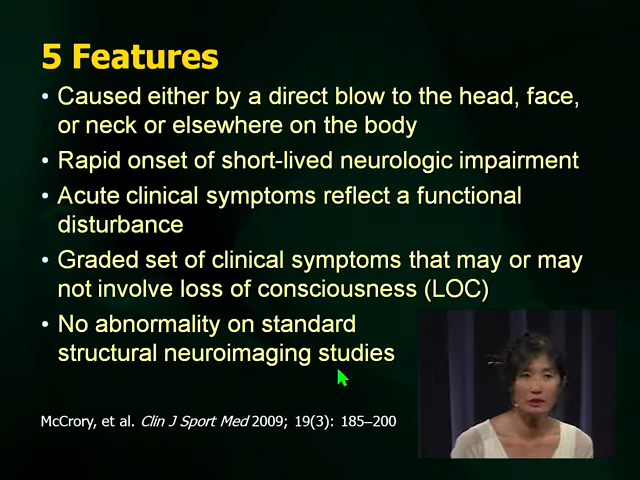 5 Features
• Caused either by a direct blow to the head, face,
or neck or elsewhere on the body
• Rapid onset of short-lived neurologic impairment
• Acute clinical symptoms reflect a functional
disturbance
• Graded set of clinical symptoms that may or may
not involve loss of consciousness (LOC)
• No abnormality on standard
structural neuroimaging studies
McCrory, et al. Clin J Sport Med 2009; 19(3): 185–200